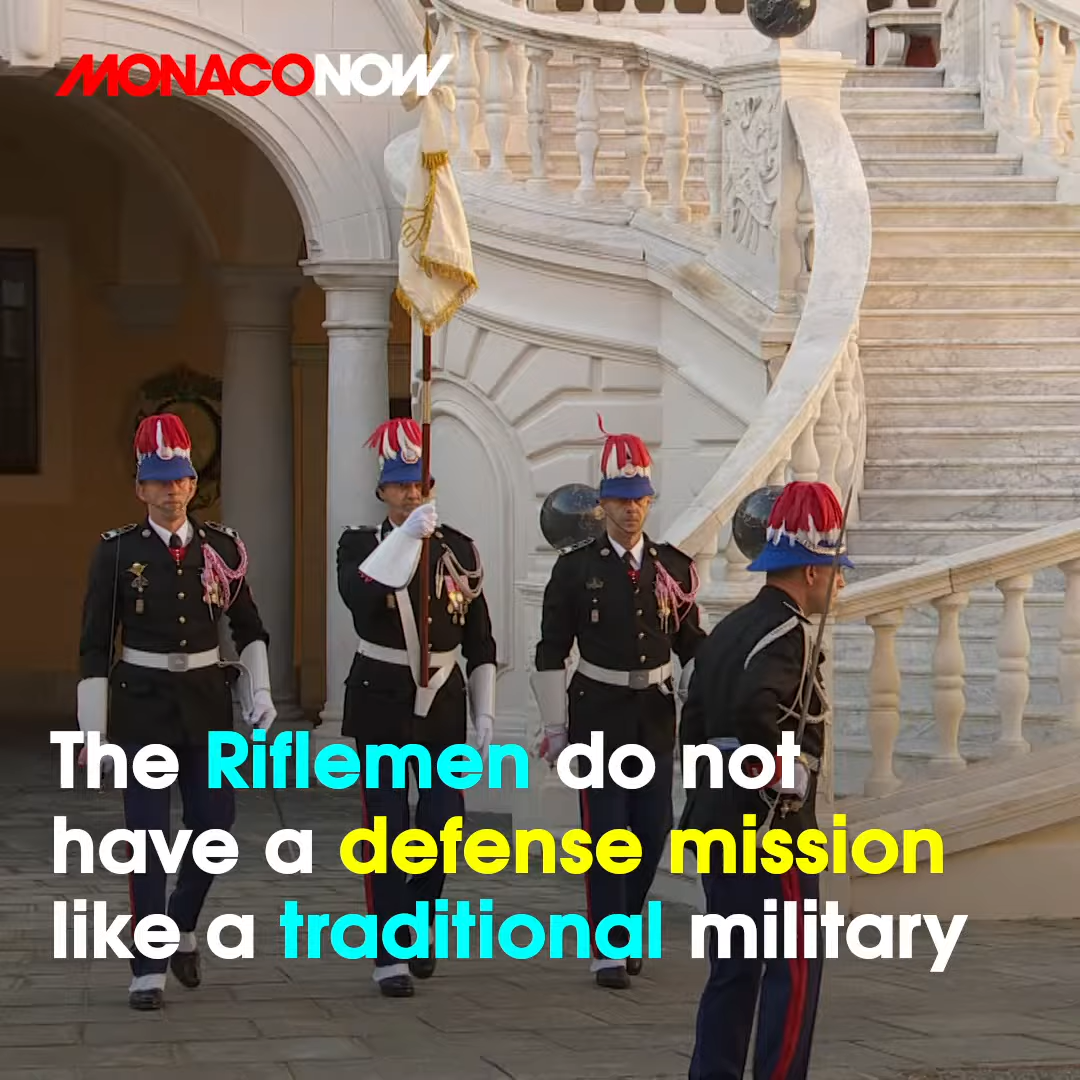 MONACONOW
The Riflemen do not
have a defense mission
like a traditional military